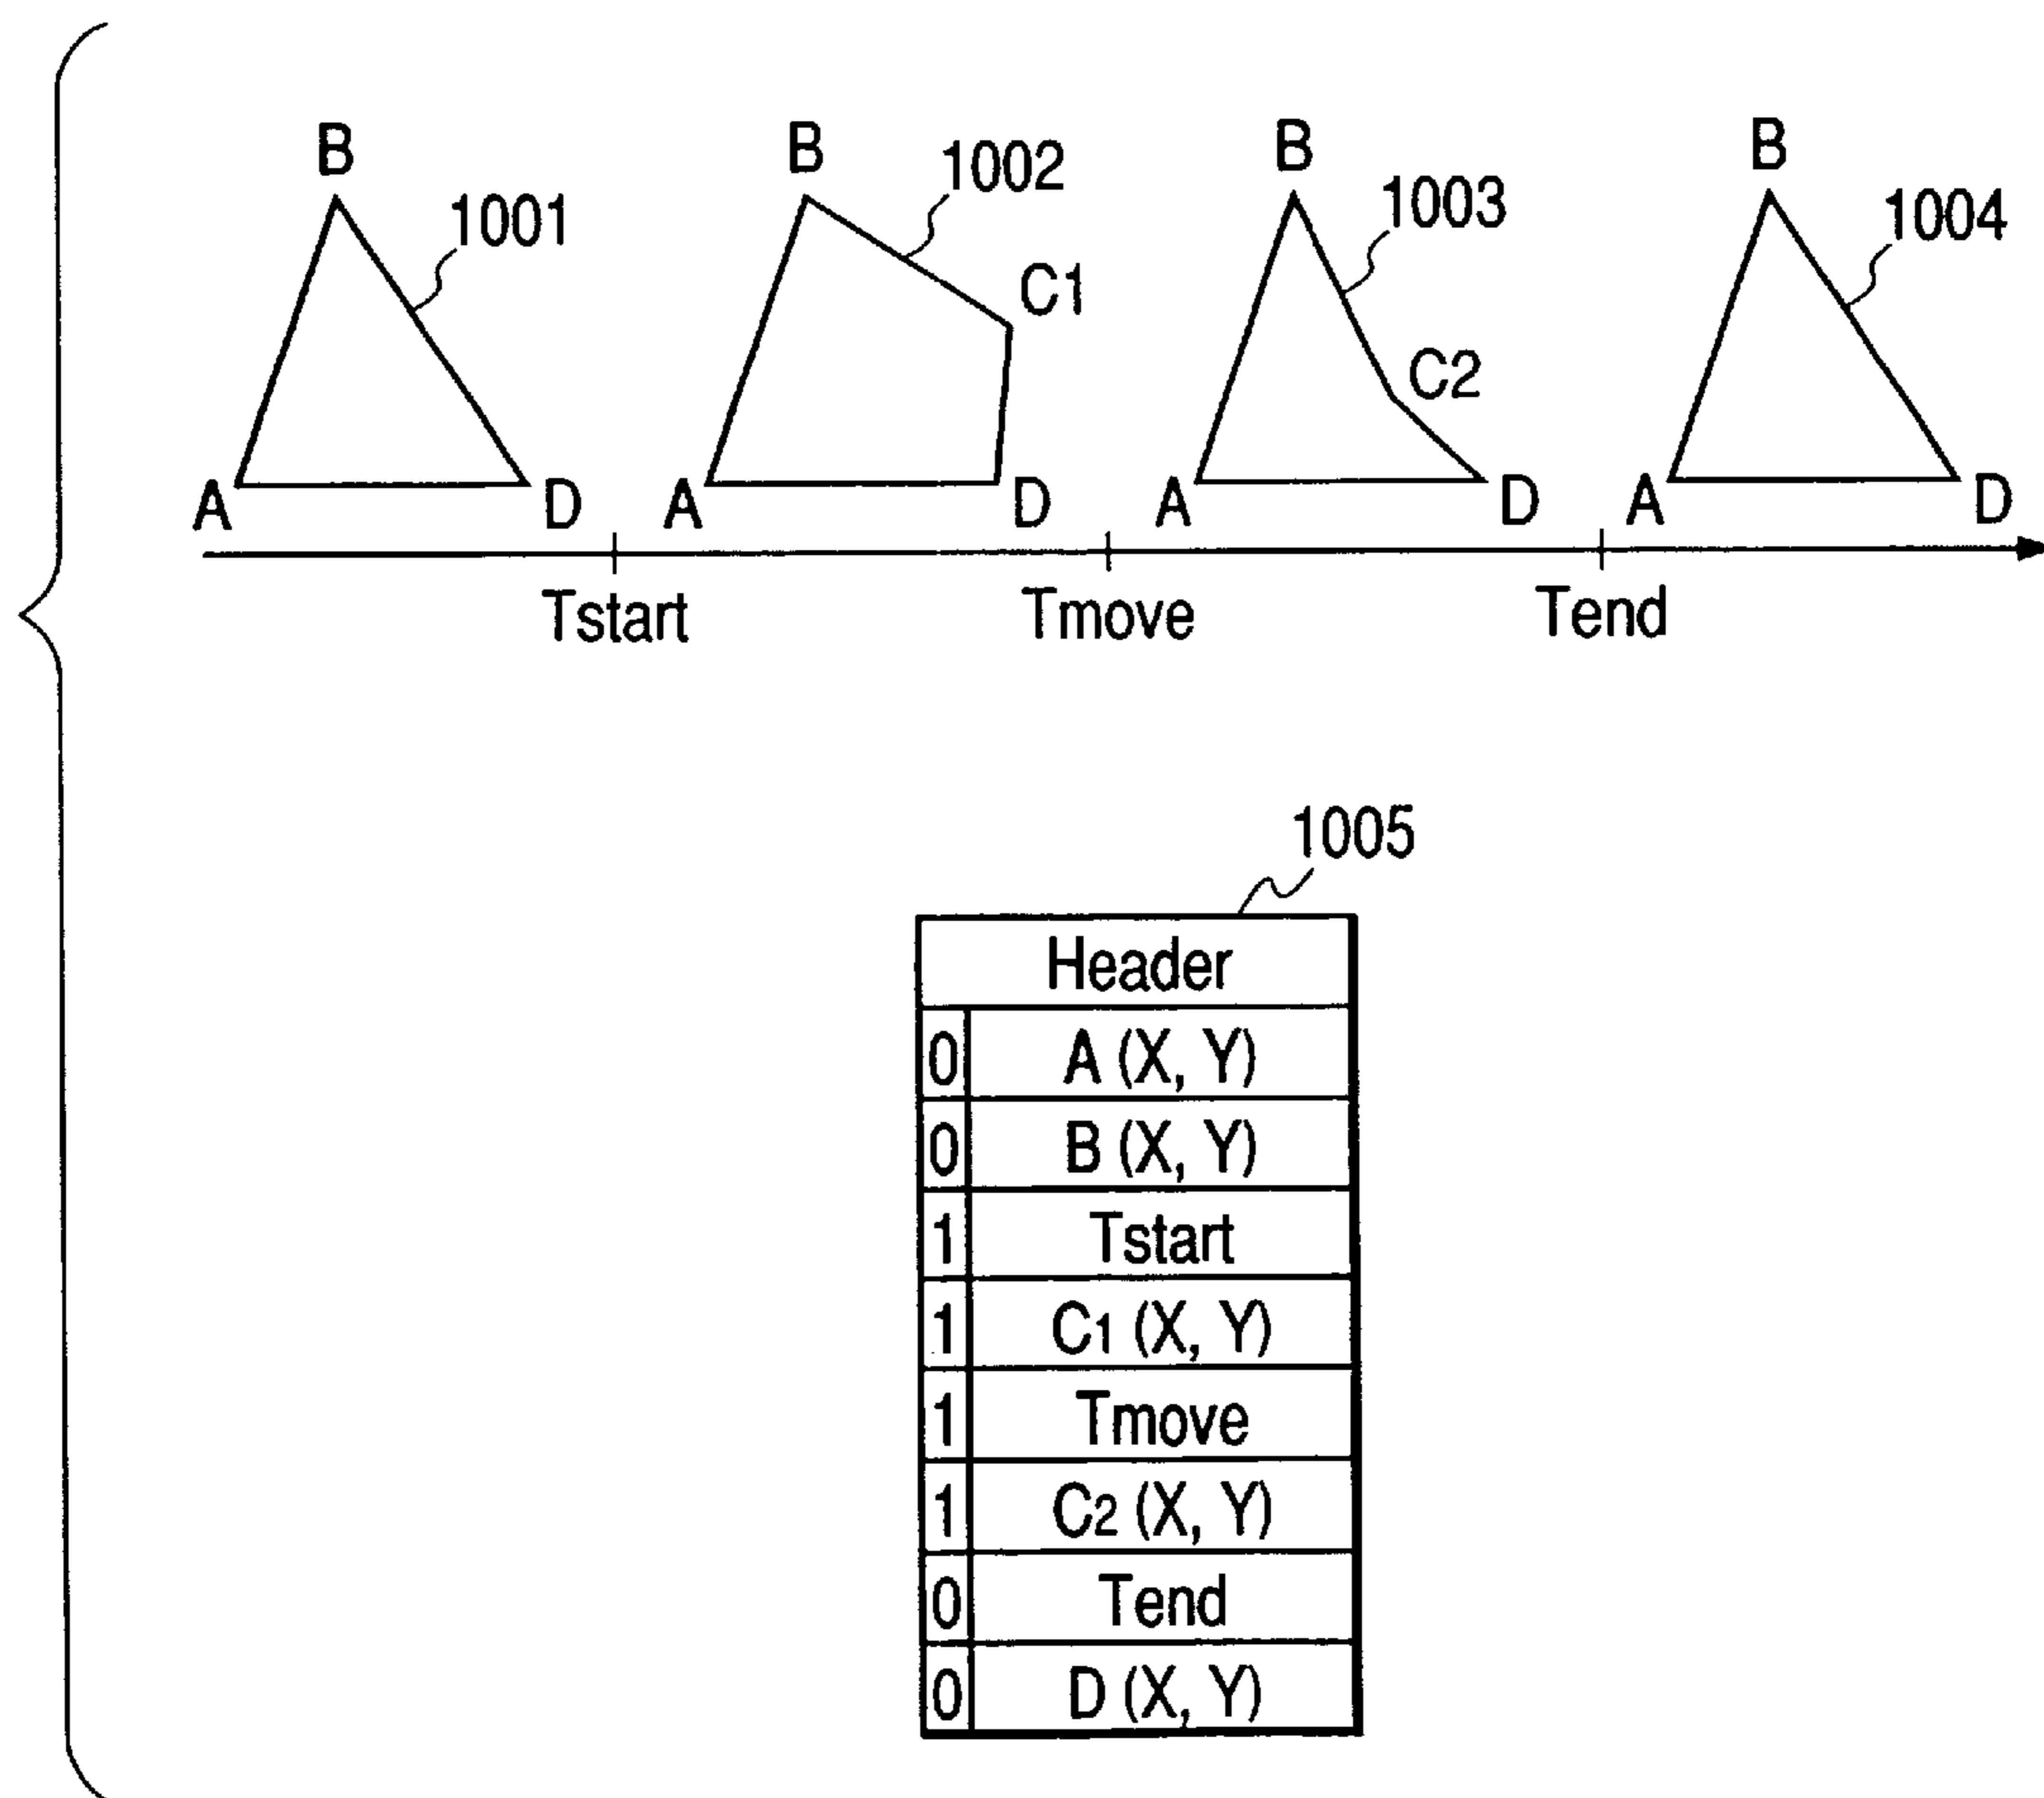 B B B B
1001 1002 1003 1004
C1 C2
A D A D A D A D
Tstart Tmove Tend
1005
Header
0 A (X, Y)
0 B (X, Y)
1 Tstart
1 C1 (X, Y)
1 Tmove
1 C2 (X, Y)
0 Tend
0 D (X, Y)